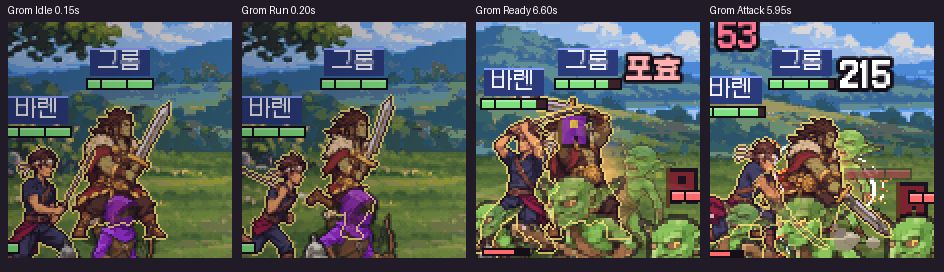 Grom Idle 0.15s
그롬
바렌
Grom Run 0.20s
그롬
바렌
Grom Ready 6.60s
그롬
포효
바렌
Grom Attack 5.95s
53
그롬
215
바렌